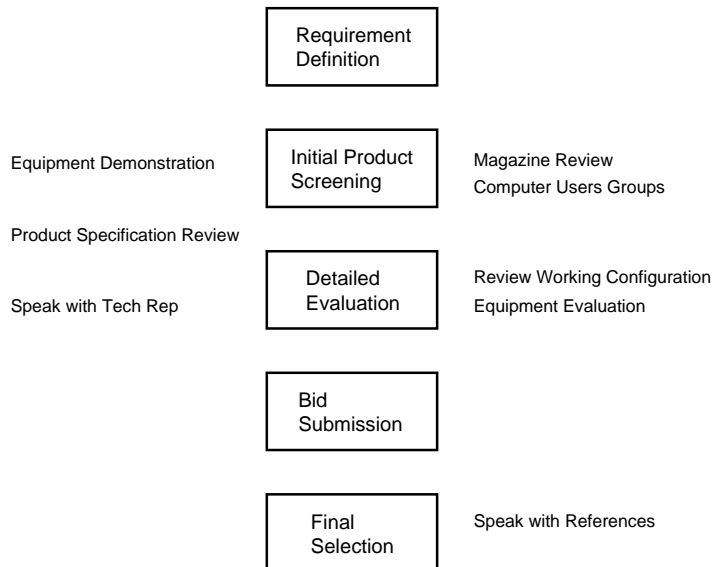 Requirement
Definition
Equipment Demonstration
Initial Product
Screening
Magazine Review
Computer Users Groups
Product Specification Review
Speak with Tech Rep
Detailed
Evaluation
Review Working Configuration
Equipment Evaluation
Bid
Submission
Final
Selection
Speak with References